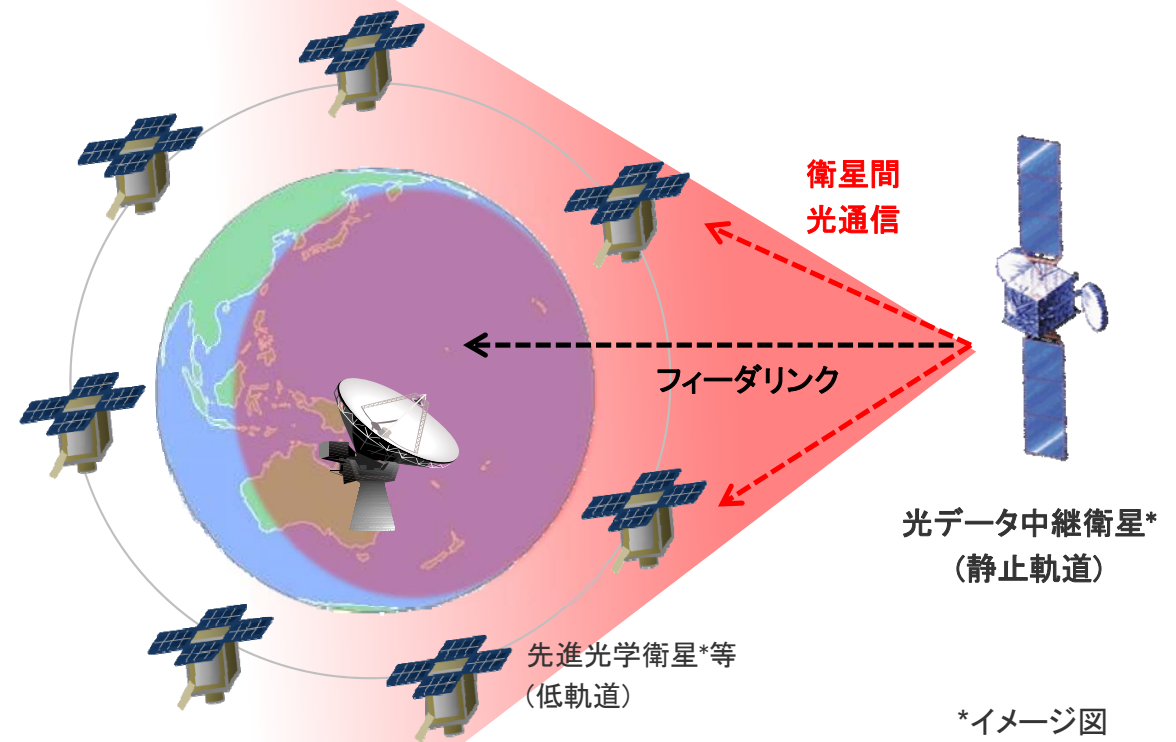 衛星間
光通信
フィーダリンク
光データ中継衛星*
(静止軌道)
先進光学衛星*等
(低軌道)
*イメージ図